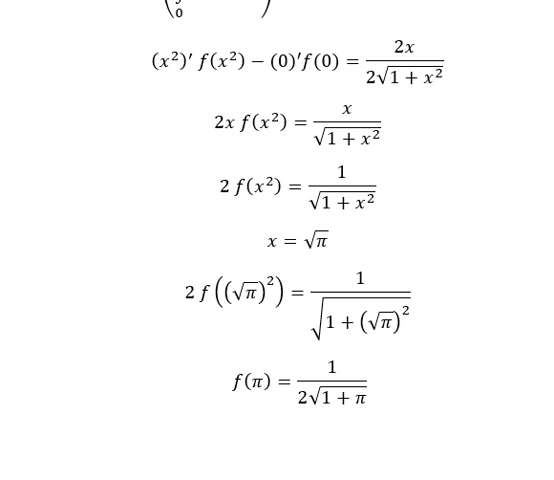 0
(x²)′ f(x²) − (0)′f(0) = 2x / 2√(1 + x²)
2x f(x²) = x / √(1 + x²)
2 f(x²) = 1 / √(1 + x²)
x = √π
2 f((√π)²) = 1 / √(1 + (√π)²)
f(π) = 1 / 2√(1 + π)